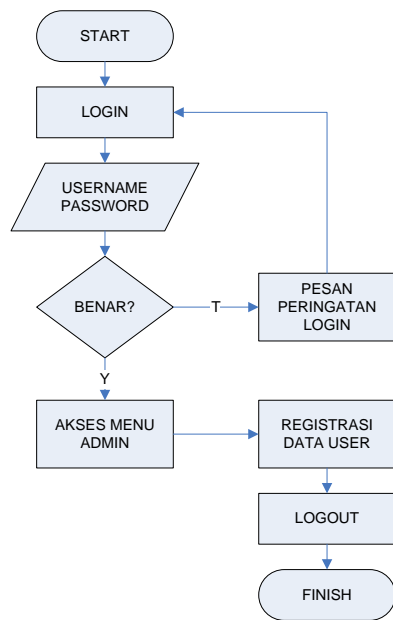 START
LOGIN
USERNAME
PASSWORD
BENAR?
T
PESAN
PERINGATAN
LOGIN
Y
AKSES MENU
ADMIN
REGISTRASI
DATA USER
LOGOUT
FINISH